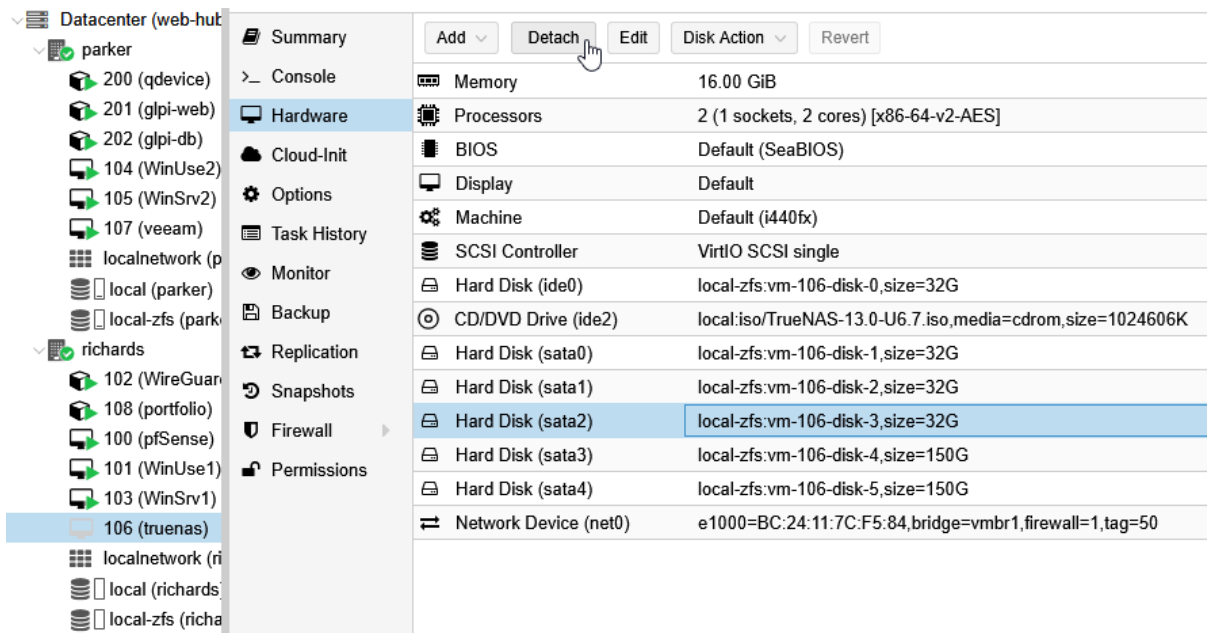 Datacenter (web-hub
parker
200 (qdevice)
201 (glpi-web)
202 (glpi-db)
104 (WinUse2)
105 (WinSrv2)
107 (veeam)
localnetwork (p
local (parker)
local-zfs (park
richards
102 (WireGuar
108 (portfolio)
100 (pfSense)
101 (WinUse1)
103 (WinSrv1)
106 (truenas)
localnetwork (ri
local (richards)
local-zfs (richa
Summary
Console
Hardware
Cloud-Init
Options
Task History
Monitor
Backup
Replication
Snapshots
Firewall
Permissions
Add Detach Edit Disk Action Revert
Memory 16.00 GiB
Processors 2 (1 sockets, 2 cores) [x86-64-v2-AES]
BIOS Default (SeaBIOS)
Display Default
Machine Default (i440fx)
SCSI Controller VirtIO SCSI single
Hard Disk (ide0) local-zfs:vm-106-disk-0,size=32G
CD/DVD Drive (ide2) local:iso/TrueNAS-13.0-U6.7.iso,media=cdrom,size=1024606K
Hard Disk (sata0) local-zfs:vm-106-disk-1,size=32G
Hard Disk (sata1) local-zfs:vm-106-disk-2,size=32G
Hard Disk (sata2) local-zfs:vm-106-disk-3,size=32G
Hard Disk (sata3) local-zfs:vm-106-disk-4,size=150G
Hard Disk (sata4) local-zfs:vm-106-disk-5,size=150G
Network Device (net0) e1000=BC:24:11:7C:F5:84,bridge=vmbr1,firewall=1,tag=50